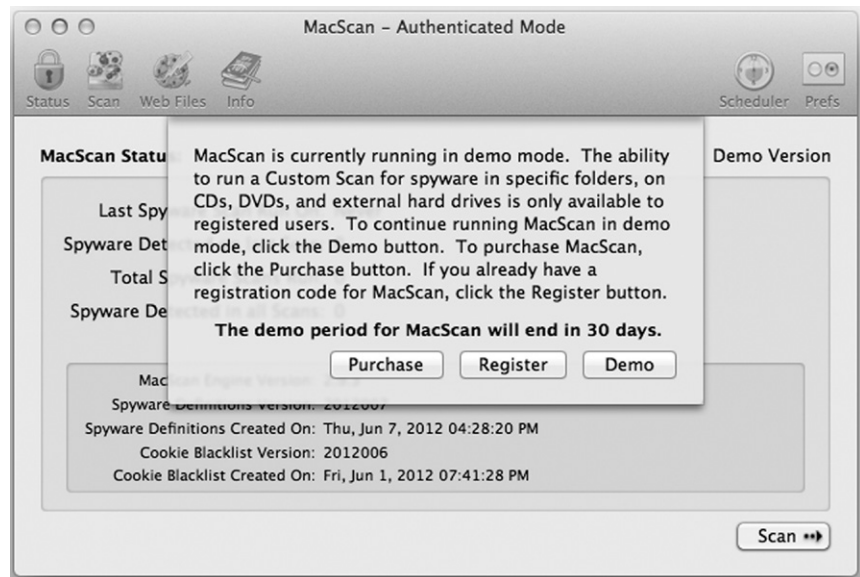 MacScan – Authenticated Mode
Status Scan Web Files Info Scheduler Prefs
MacScan Status Demo Version
MacScan is currently running in demo mode. The ability
to run a Custom Scan for spyware in specific folders, on
CDs, DVDs, and external hard drives is only available to
registered users. To continue running MacScan in demo
mode, click the Demo button. To purchase MacScan,
click the Purchase button. If you already have a
registration code for MacScan, click the Register button.
The demo period for MacScan will end in 30 days.
Purchase Register Demo
Last Spyware
Spyware Detected
Total Spyware
Spyware Detected in all Scans: 0
MacScan Engine Version:
Spyware Definitions Version: 2012007
Spyware Definitions Created On: Thu, Jun 7, 2012 04:28:20 PM
Cookie Blacklist Version: 2012006
Cookie Blacklist Created On: Fri, Jun 1, 2012 07:41:28 PM
Scan